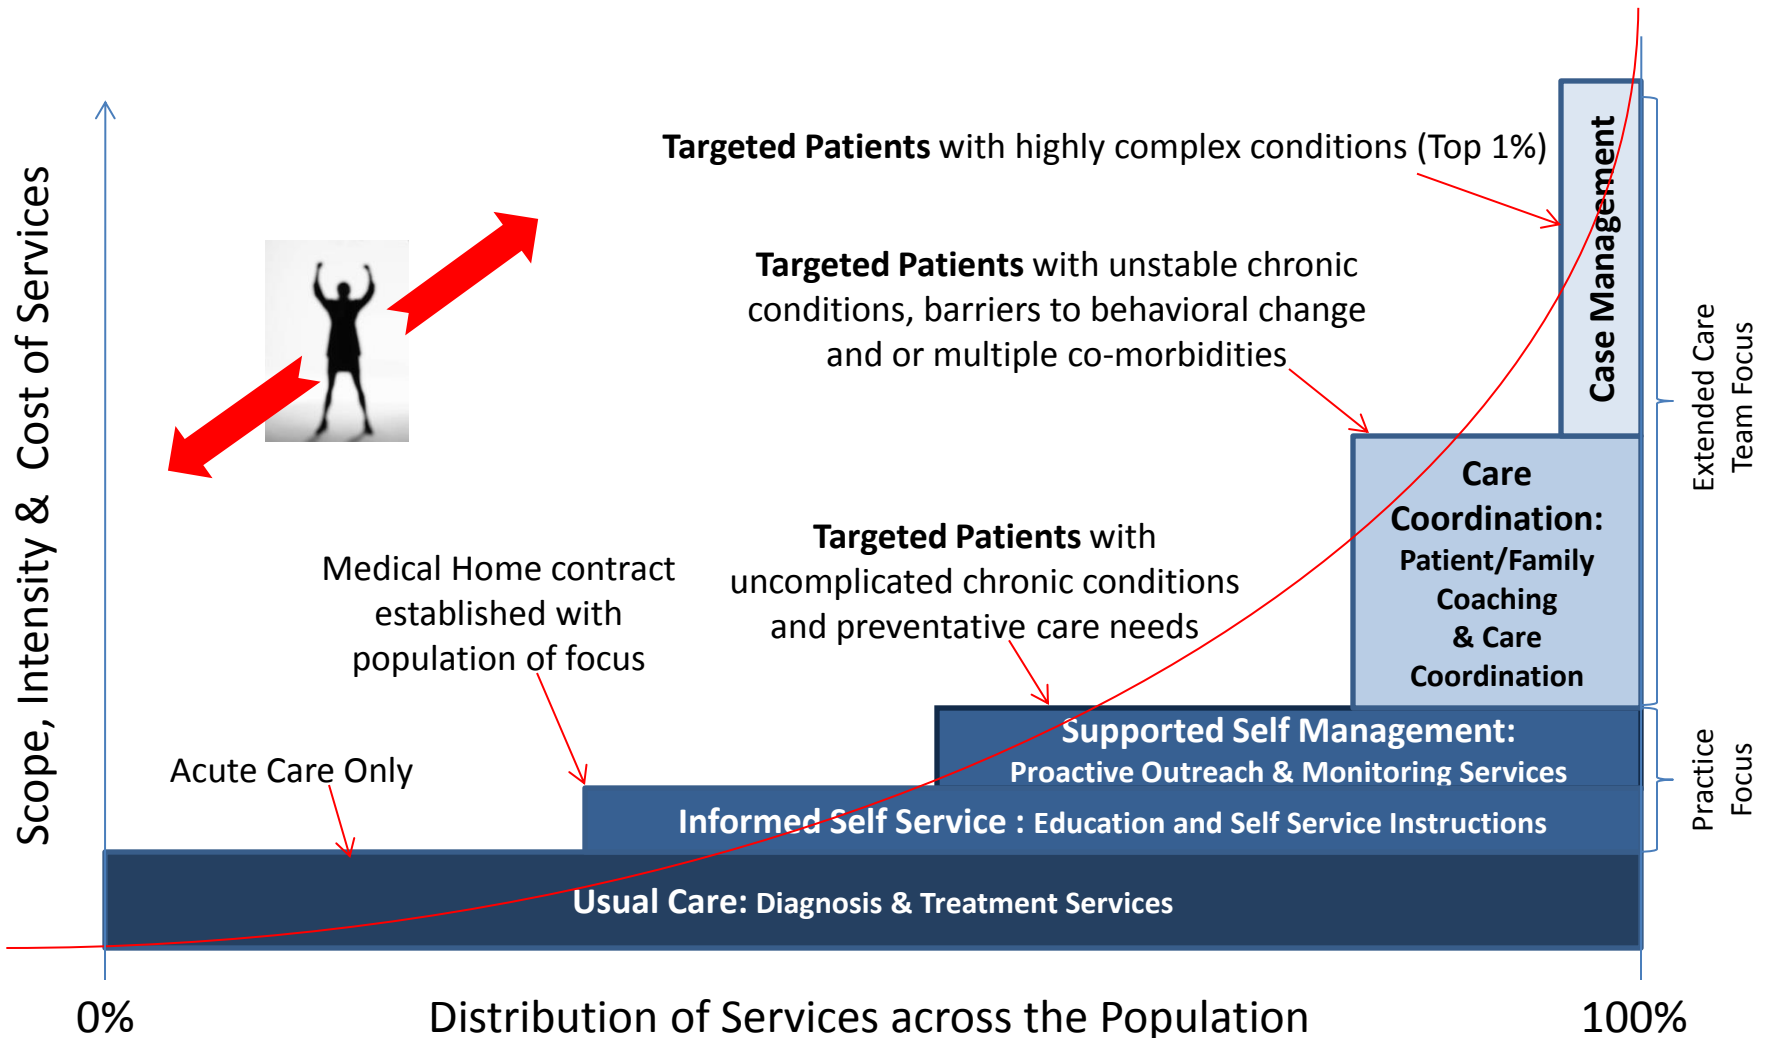 Scope, Intensity & Cost of Services
Targeted Patients with highly complex conditions (Top 1%)
Targeted Patients with unstable chronic
conditions, barriers to behavioral change
and or multiple co-morbidities
Targeted Patients with
uncomplicated chronic conditions
and preventative care needs
Medical Home contract
established with
population of focus
Acute Care Only
Case Management
Care
Coordination:
Patient/Family
Coaching
& Care
Coordination
Supported Self Management:
Proactive Outreach & Monitoring Services
Informed Self Service : Education and Self Service Instructions
Usual Care: Diagnosis & Treatment Services
Extended Care
Team Focus
Practice
Focus
0%
Distribution of Services across the Population
100%